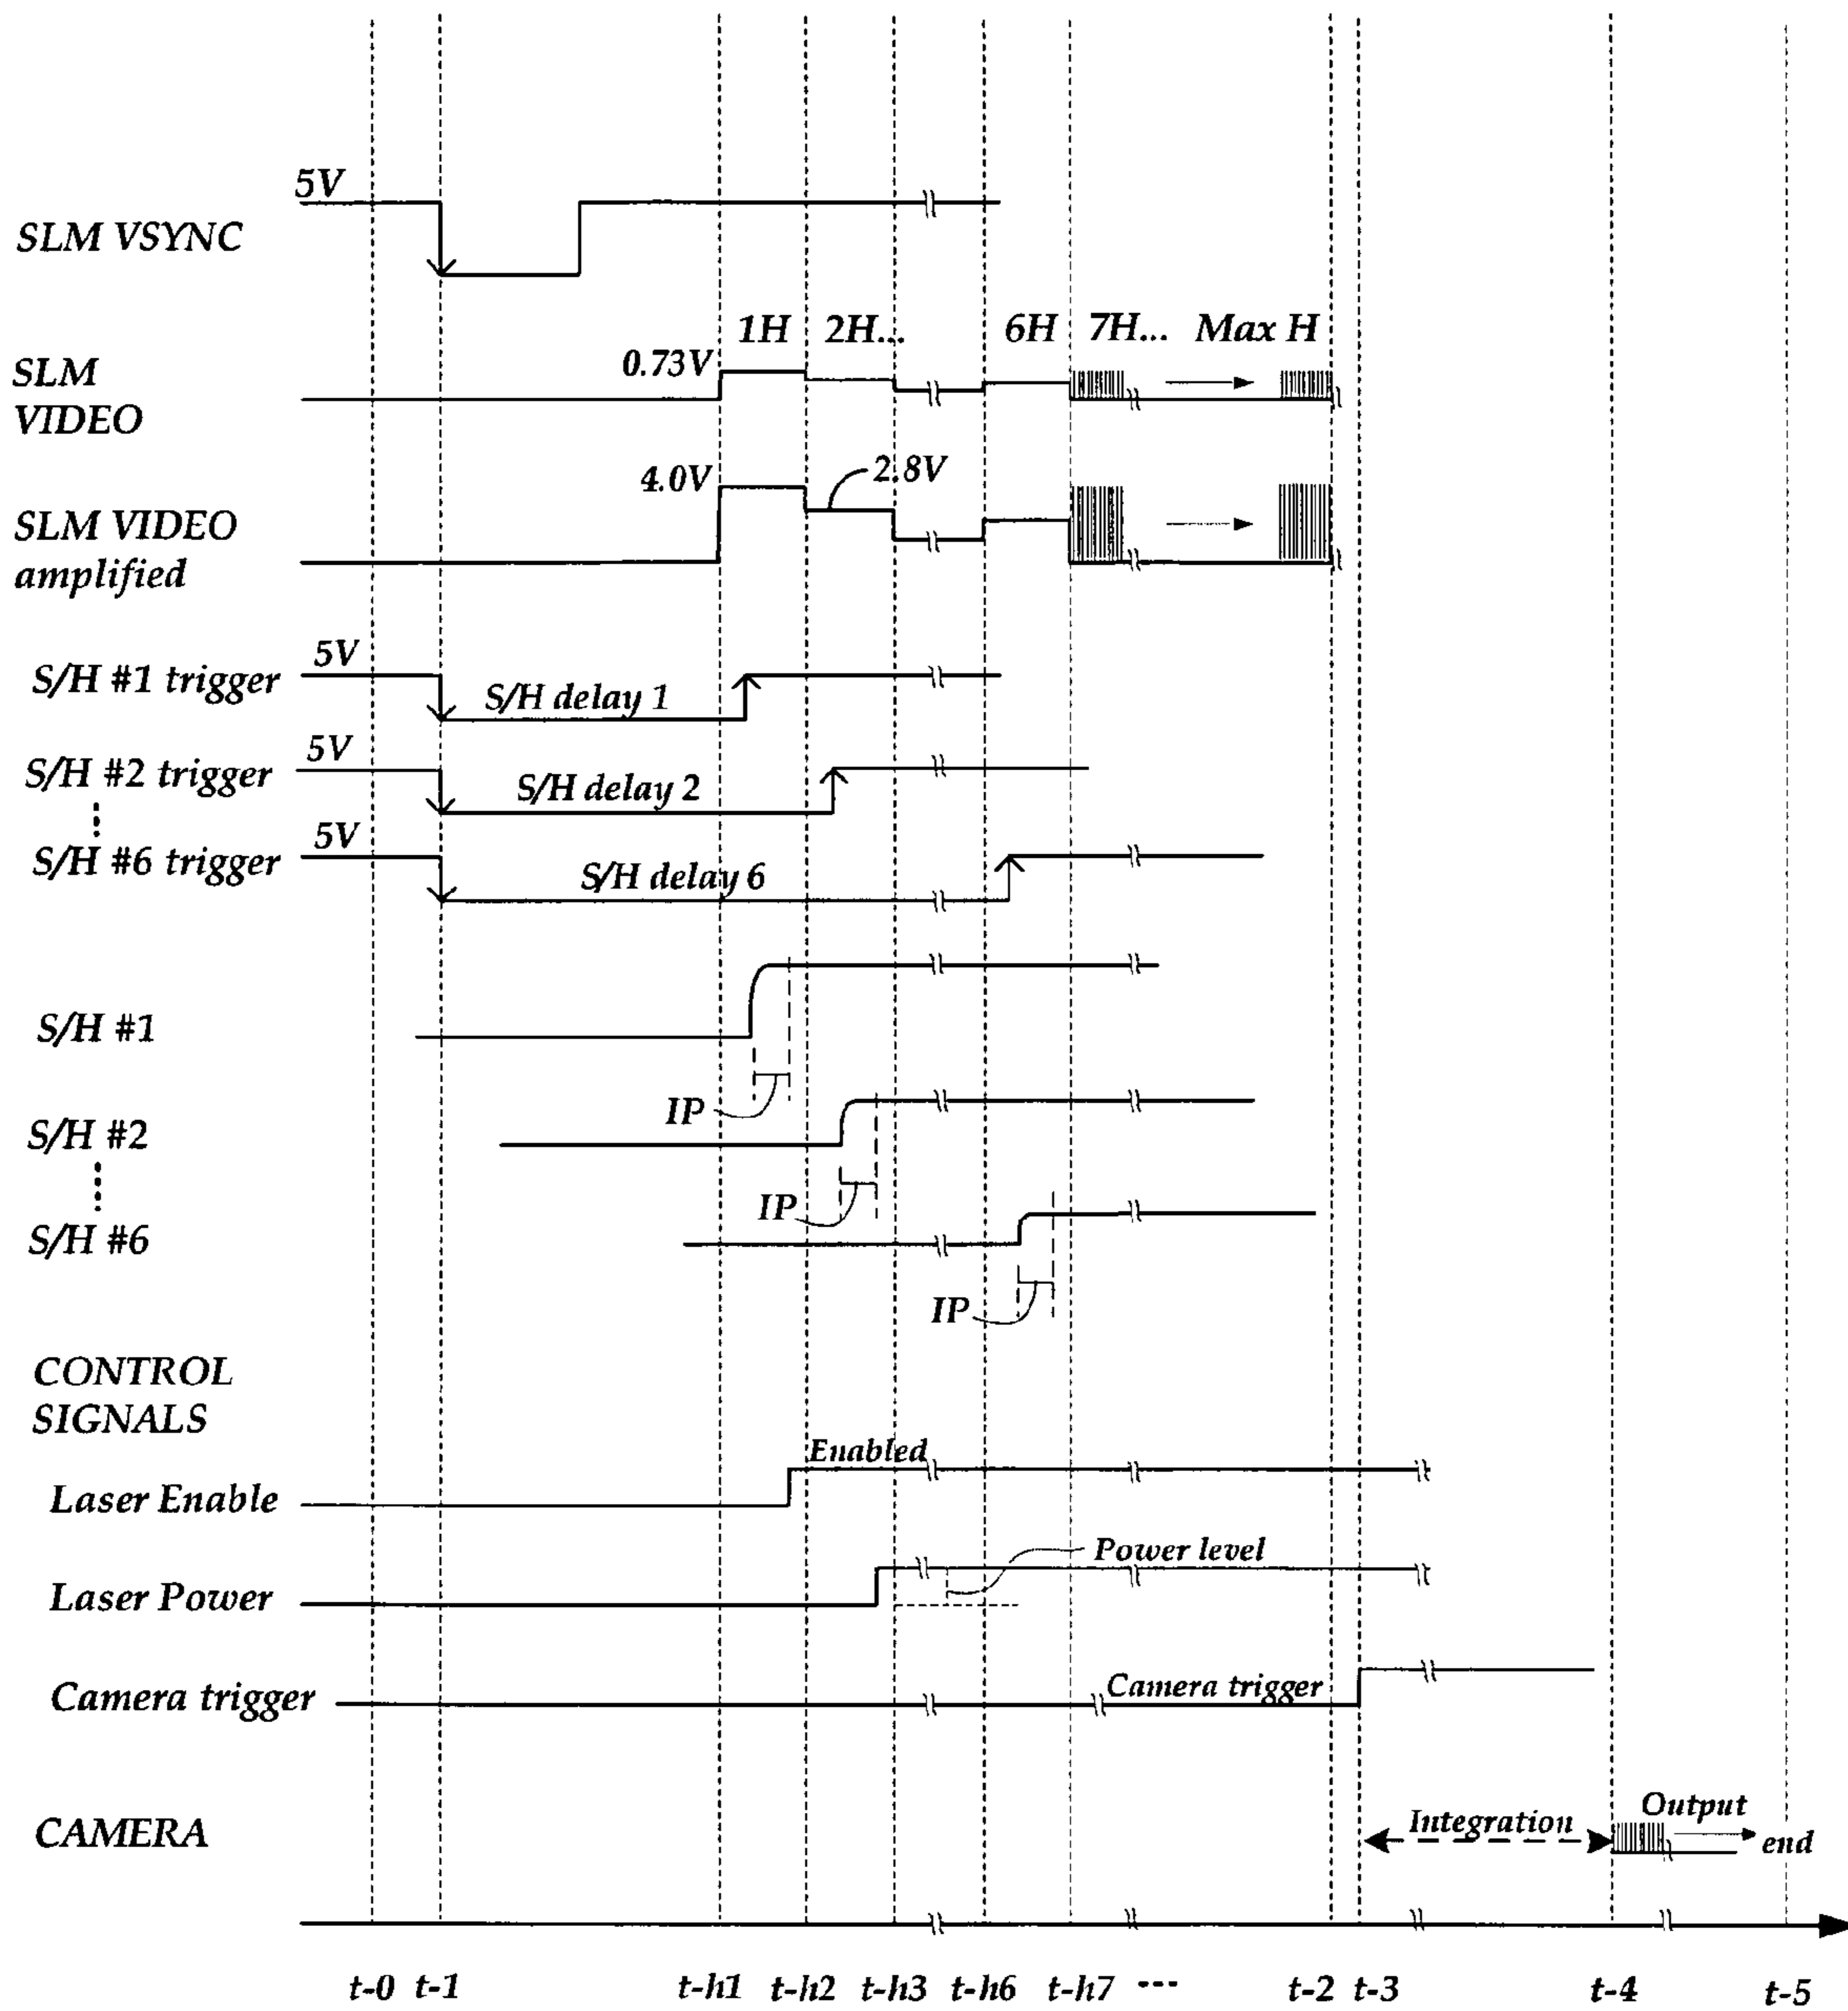 5V
SLM VSYNC
1H 2H... 6H 7H... Max H
SLM
VIDEO
0.73V
4.0V
2.8V
SLM VIDEO
amplified
5V
S/H #1 trigger
S/H delay 1
5V
S/H #2 trigger
S/H delay 2
5V
S/H #6 trigger
S/H delay 6
S/H #1
IP
S/H #2
IP
S/H #6
IP
CONTROL
SIGNALS
Enabled
Laser Enable
Power level
Laser Power
Camera trigger
Camera trigger
CAMERA
Integration
Output
end
t-0 t-1 t-h1 t-h2 t-h3 t-h6 t-h7 ... t-2 t-3 t-4 t-5